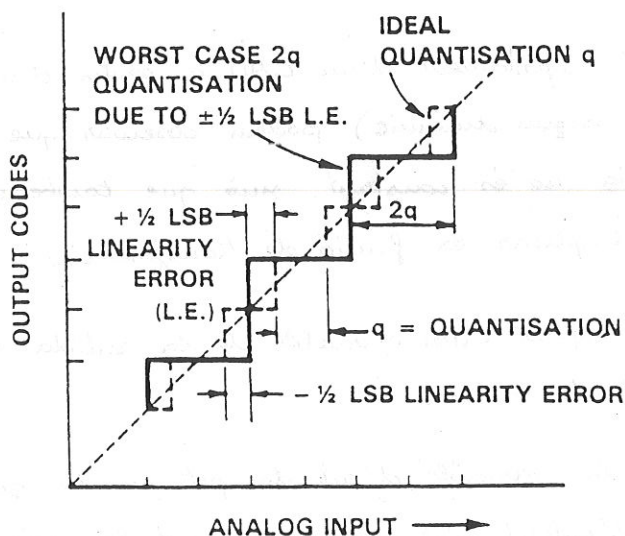 IDEAL
QUANTISATION q
WORST CASE 2q
QUANTISATION
DUE TO ±½ LSB L.E.
+ ½ LSB
LINEARITY
ERROR
(L.E.)
2q
q = QUANTISATION
– ½ LSB LINEARITY ERROR
OUTPUT CODES
ANALOG INPUT